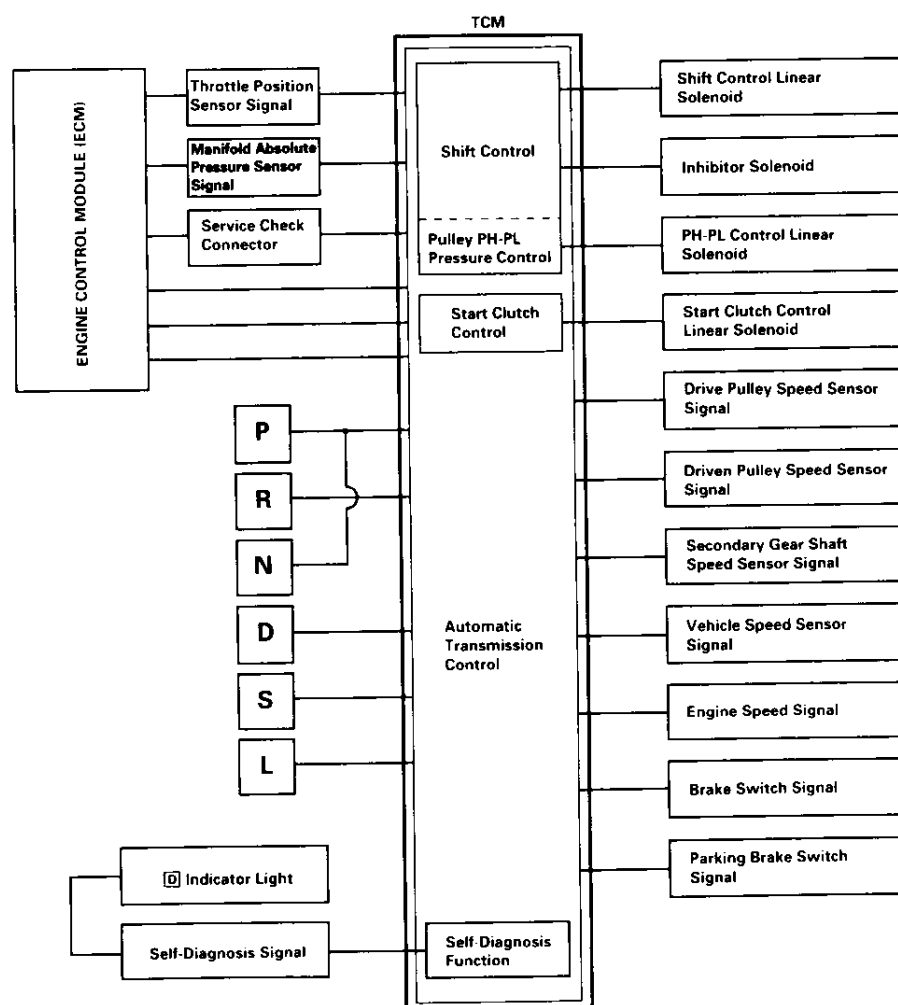 TCM
ENGINE CONTROL MODULE (ECM)
Throttle Position
Sensor Signal
Manifold Absolute
Pressure Sensor
Signal
Service Check
Connector
Shift Control
Pulley PH-PL
Pressure Control
Start Clutch
Control
Shift Control Linear
Solenoid
Inhibitor Solenoid
PH-PL Control Linear
Solenoid
Start Clutch Control
Linear Solenoid
Drive Pulley Speed Sensor
Signal
Driven Pulley Speed Sensor
Signal
Secondary Gear Shaft
Speed Sensor Signal
Vehicle Speed Sensor
Signal
Engine Speed Signal
Brake Switch Signal
Parking Brake Switch
Signal
P
R
N
D
S
L
Automatic
Transmission
Control
D Indicator Light
Self-Diagnosis Signal
Self-Diagnosis
Function